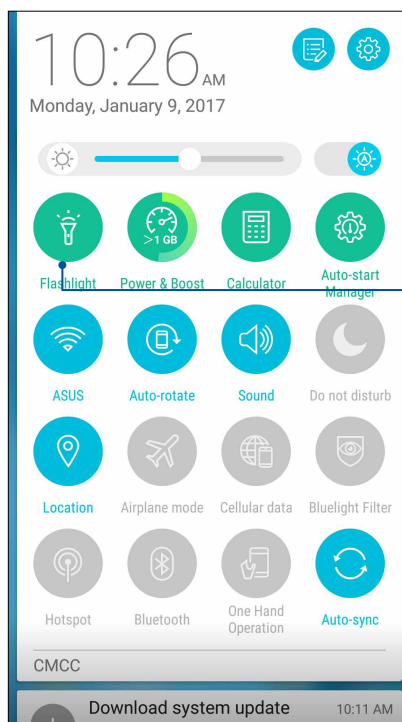 10:26 AM
Monday, January 9, 2017
A
>1 GB
Flashlight Power & Boost Calculator Auto-start
Manager
ASUS Auto-rotate Sound Do not disturb
Location Airplane mode Cellular data Bluelight Filter
Hotspot Bluetooth One Hand
Operation Auto-sync
CMCC
Download system update 10:11 AM